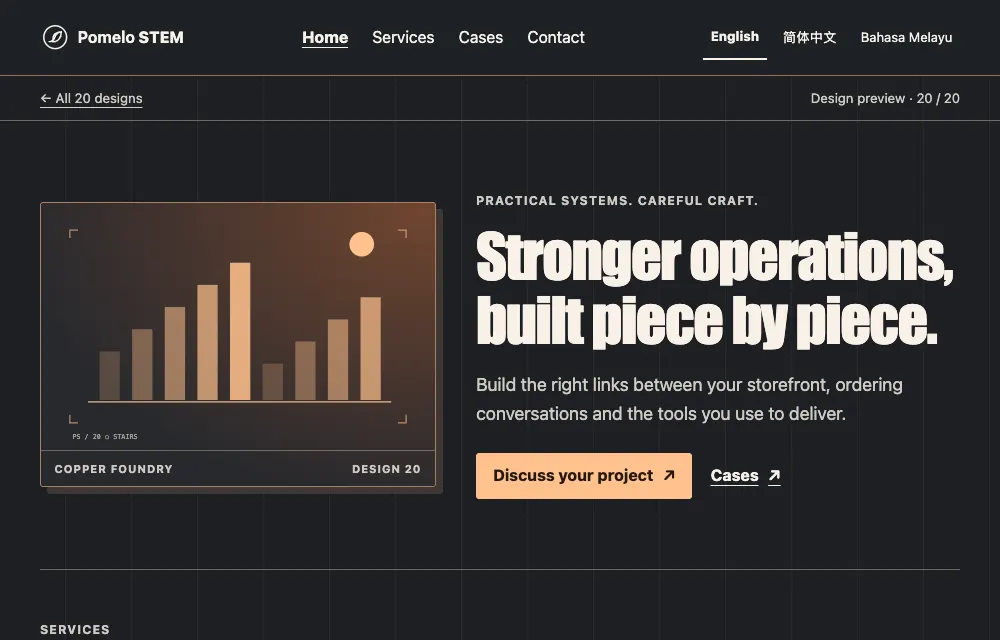 Pomelo STEM
Home Services Cases Contact
English 简体中文 Bahasa Melayu
← All 20 designs
Design preview · 20 / 20
PRACTICAL SYSTEMS. CAREFUL CRAFT.
Stronger operations,
built piece by piece.
Build the right links between your storefront, ordering
conversations and the tools you use to deliver.
Discuss your project ↗
Cases ↗
PS / 20 ○ STAIRS
COPPER FOUNDRY
DESIGN 20
SERVICES